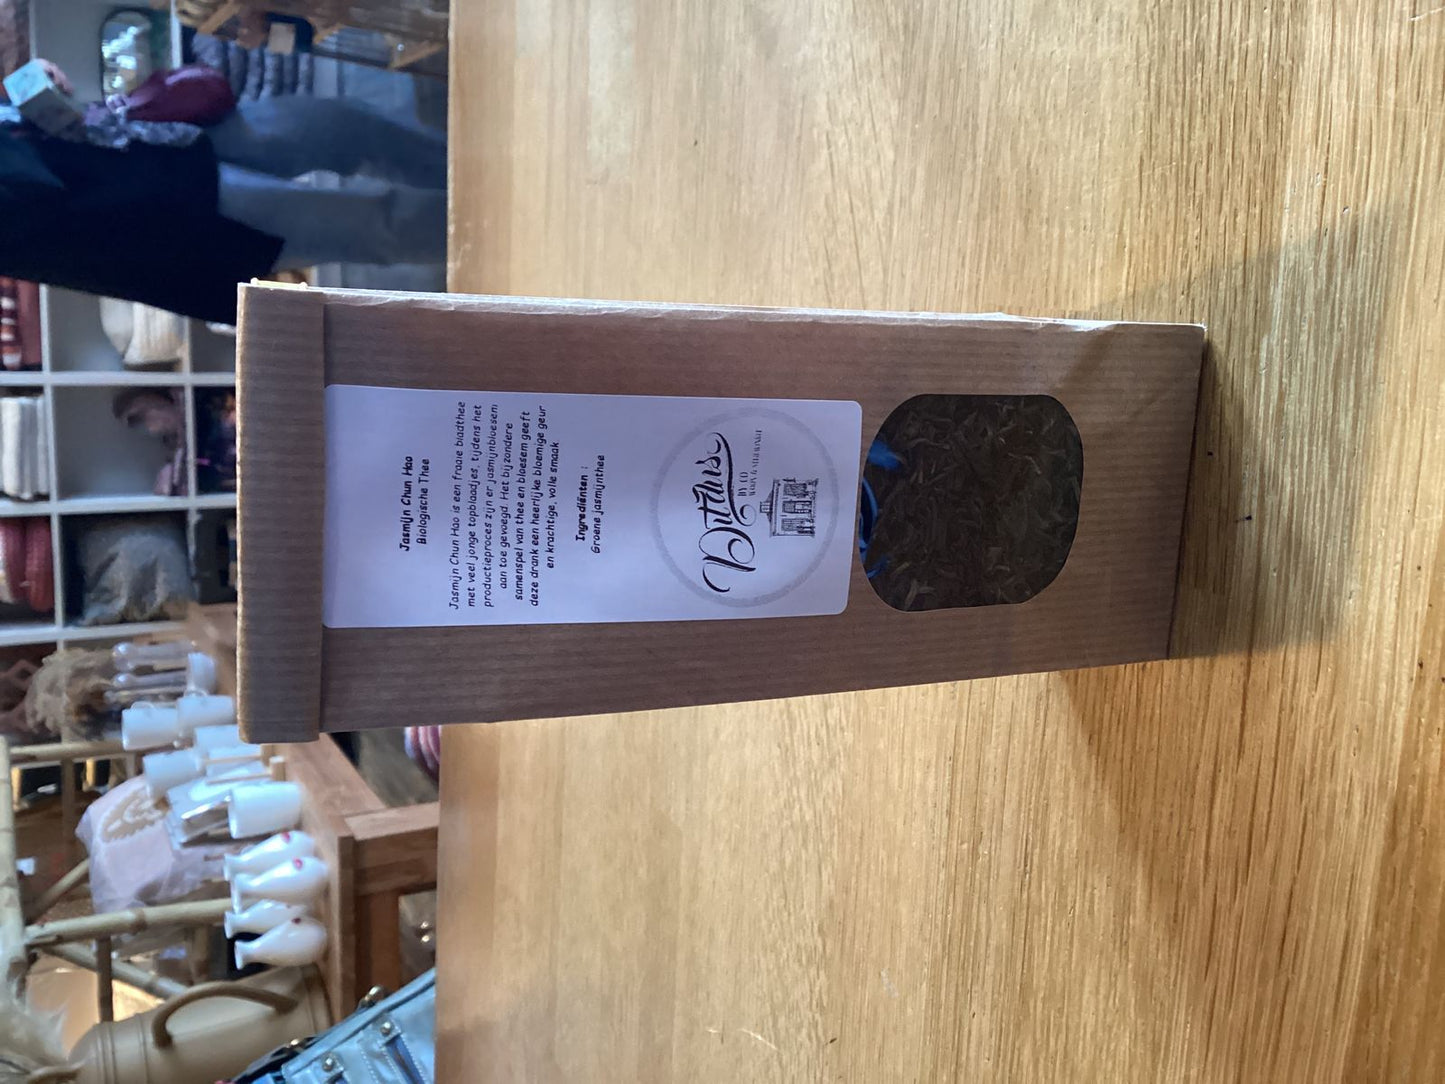 Jasmijn Chun Hao
Biologische Thee
Jasmijn Chun Hao is een fraaie bladthee
met veel jonge topblaadjes, tijdens het
productieproces zijn er jasmijnbloesem
aan toe gevoegd. Het bijzondere
samenspel van thee en bloesem geeft
deze drank een heerlijke bloemige geur
en krachtige, volle smaak
Ingrediënten :
Groene jasmijnthee
BY CO